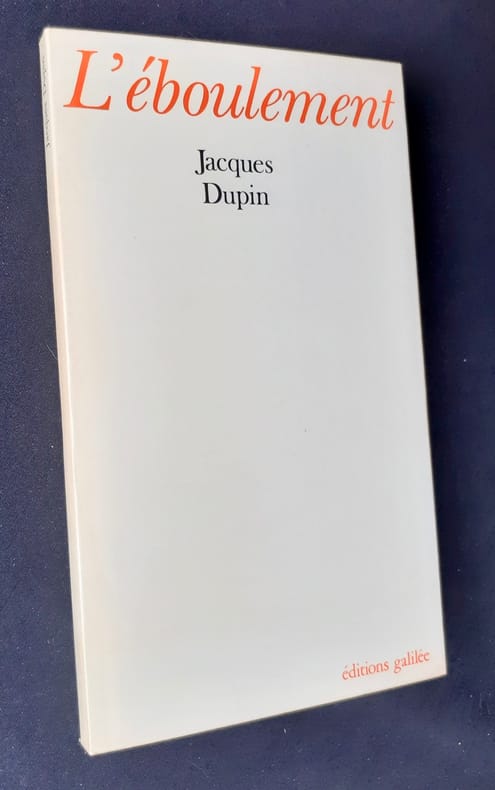 L'éboulement
Jacques
Dupin
éditions galilée